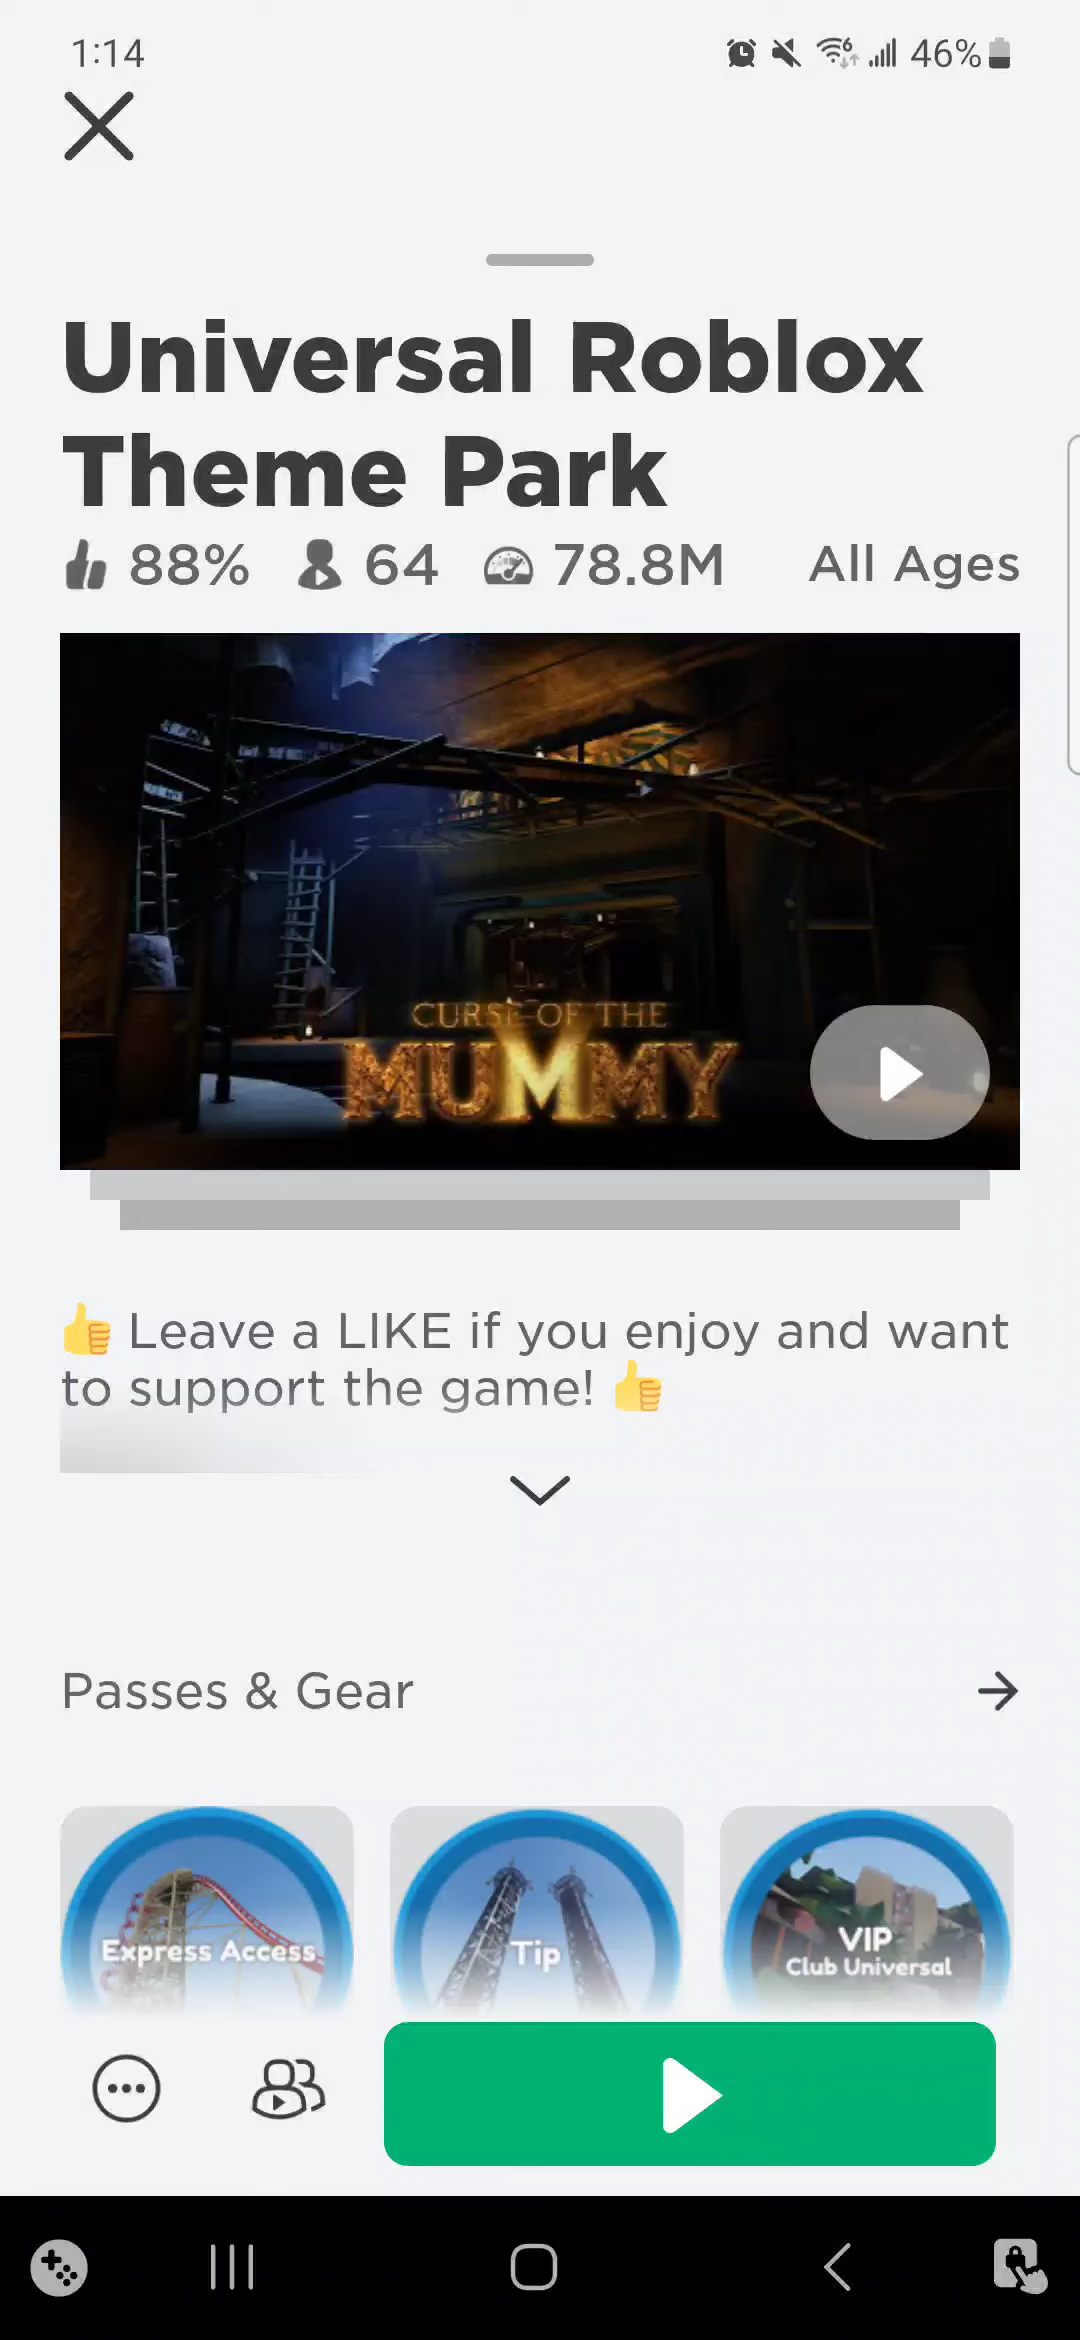 1:14
6 46%
Universal Roblox
Theme Park
88% 64 78.8M All Ages
CURSE OF THE
MUMMY
👍 Leave a LIKE if you enjoy and want
to support the game! 👍
Passes & Gear
Express Access
Tip
VIP
Club Universal